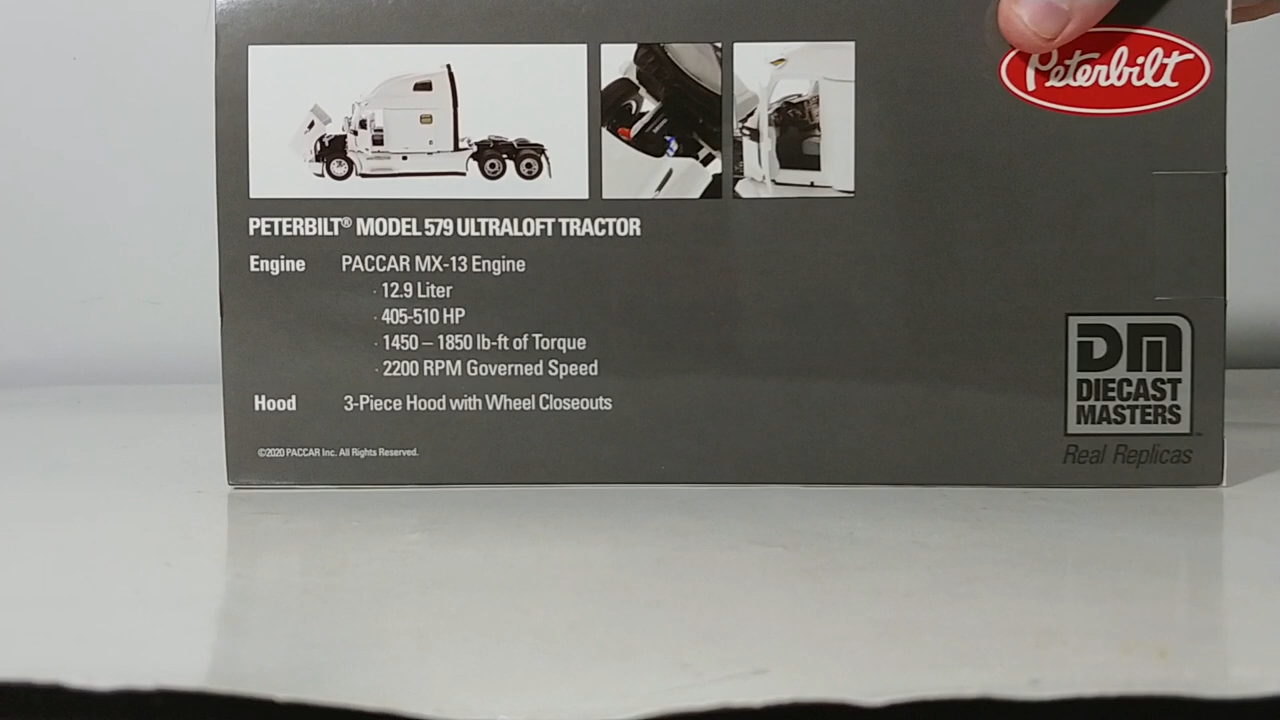 Peterbilt
PETERBILT® MODEL 579 ULTRALOFT TRACTOR
Engine PACCAR MX-13 Engine
· 12.9 Liter
· 405-510 HP
· 1450 – 1850 lb-ft of Torque
· 2200 RPM Governed Speed
Hood 3-Piece Hood with Wheel Closeouts
©2020 PACCAR Inc. All Rights Reserved.
DM
DIECAST
MASTERS™
Real Replicas